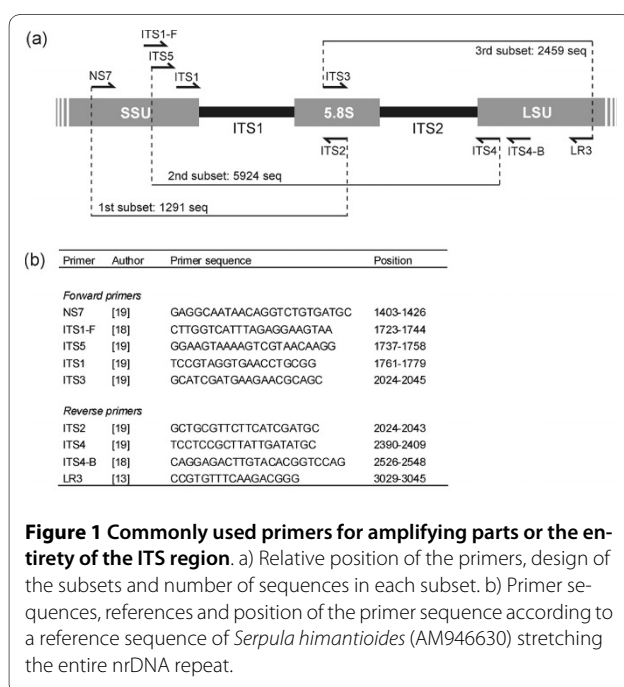 (a)
ITS1-F
ITS5
NS7
ITS1
ITS3
3rd subset: 2459 seq
SSU
5.8S
LSU
ITS1
ITS2
ITS2
ITS4
ITS4-B
LR3
2nd subset: 5924 seq
1st subset: 1291 seq
(b)
Primer Author Primer sequence Position
Forward primers
NS7 [19] GAGGCAATAACAGGTCTGTGATGC 1403-1426
ITS1-F [18] CTTGGTCATTTAGAGGAAGTAA 1723-1744
ITS5 [19] GGAAGTAAAAGTCGTAACAAGG 1737-1758
ITS1 [19] TCCGTAGGTGAACCTGCGG 1761-1779
ITS3 [19] GCATCGATGAAGAACGCAGC 2024-2045
Reverse primers
ITS2 [19] GCTGCGTTCTTCATCGATGC 2024-2043
ITS4 [19] TCCTCCGCTTATTGATATGC 2390-2409
ITS4-B [18] CAGGAGACTTGTACACGGTCCAG 2526-2548
LR3 [13] CCGTGTTTCAAGACGGG 3029-3045
Figure 1 Commonly used primers for amplifying parts or the en-
tirety of the ITS region. a) Relative position of the primers, design of
the subsets and number of sequences in each subset. b) Primer se-
quences, references and position of the primer sequence according to
a reference sequence of Serpula himantioides (AM946630) stretching
the entire nrDNA repeat.